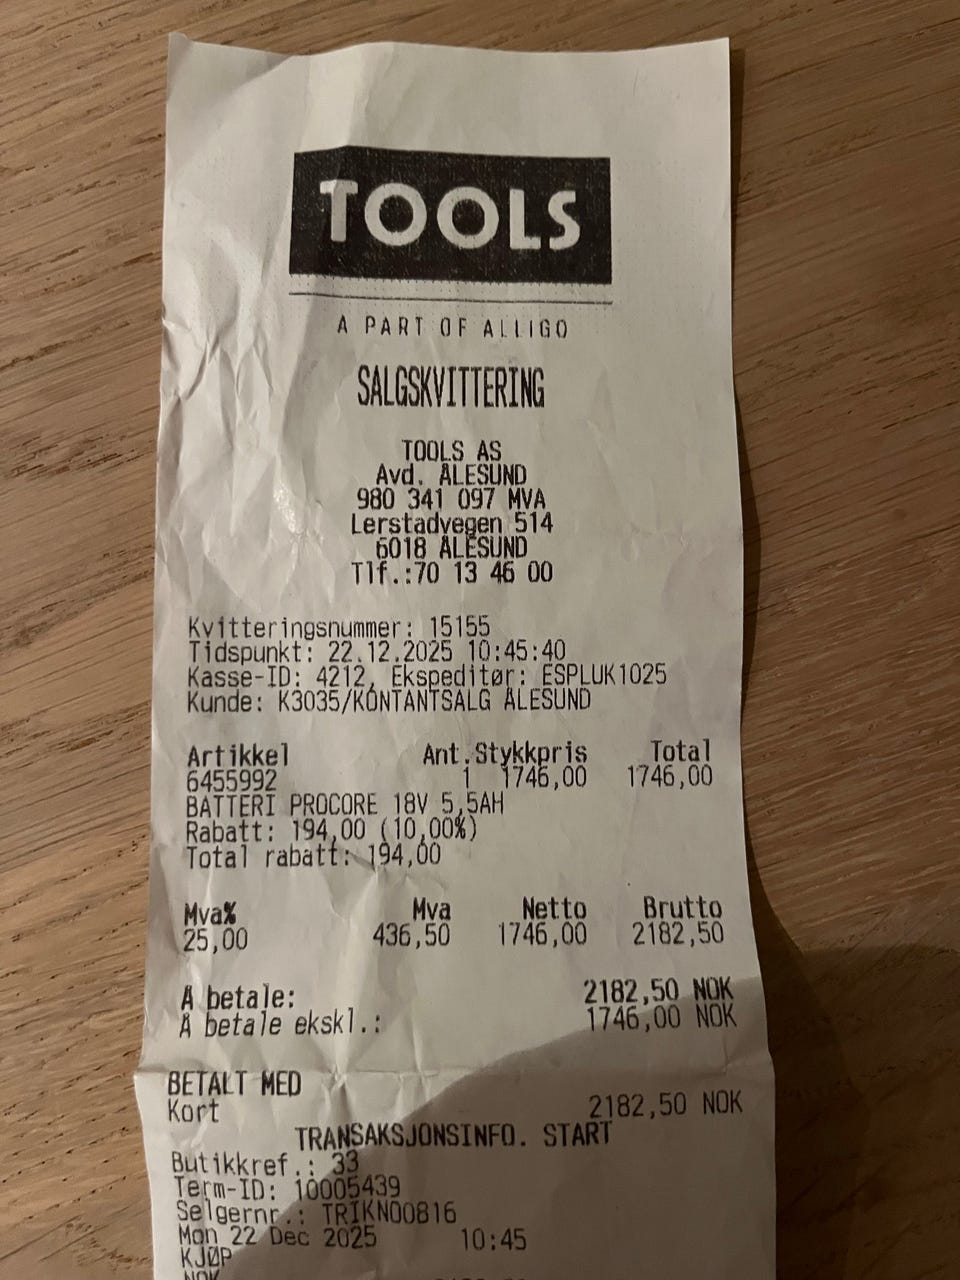 TOOLS
A PART OF ALLIGO
SALGSKVITTERING
TOOLS AS
Avd. ÅLESUND
980 341 097 MVA
Lerstadvegen 514
6018 ÅLESUND
Tlf.:70 13 46 00
Kvitteringsnummer: 15155
Tidspunkt: 22.12.2025 10:45:40
Kasse-ID: 4212, Ekspeditør: ESPLUK1025
Kunde: K3035/KONTANTSALG ÅLESUND
Artikkel Ant. Stykkpris Total
6455992 1 1746,00 1746,00
BATTERI PROCORE 18V 5,5AH
Rabatt: 194,00 (10,00%)
Total rabatt: 194,00
Mva% Mva Netto Brutto
25,00 436,50 1746,00 2182,50
Å betale: 2182,50 NOK
Å betale ekskl.: 1746,00 NOK
BETALT MED
Kort 2182,50 NOK
TRANSAKSJONSINFO. START
Butikkref.: 33
Term-ID: 10005439
Selgernr.: TRIKN00816
Mon 22 Dec 2025 10:45
KJØP
NOK